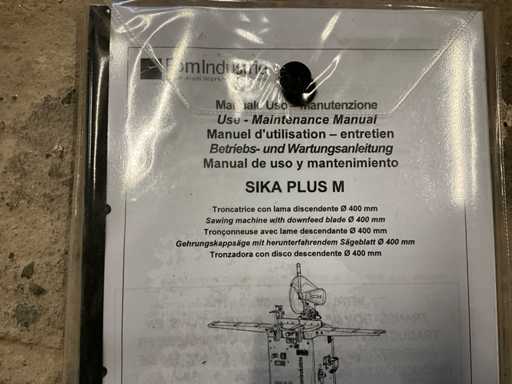 FomIndustrie
Manuale Uso - Manutenzione
Use - Maintenance Manual
Manuel d'utilisation – entretien
Betriebs- und Wartungsanleitung
Manual de uso y mantenimiento
SIKA PLUS M
Troncatrice con lama discendente Ø 400 mm
Sawing machine with downfeed blade Ø 400 mm
Tronçonneuse avec lame descendante Ø 400 mm
Gehrungskappsäge mit herunterfahrendem Sägeblatt Ø 400 mm
Tronzadora con disco descendente Ø 400 mm